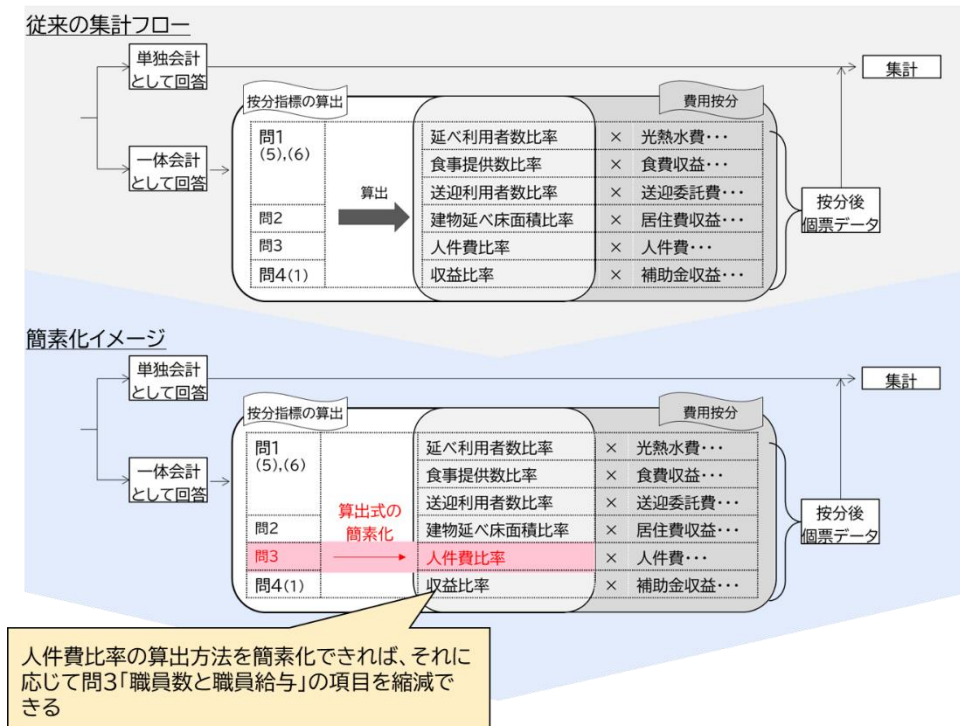 従来の集計フロー
単独会計
として回答
集計
按分指標の算出
費用按分
問1
(5),(6)
延べ利用者数比率 × 光熱水費･･･
食事提供数比率 × 食費収益･･･
一体会計
として回答
算出
送迎利用者数比率 × 送迎委託費･･･
按分後
個票データ
問2
建物延べ床面積比率 × 居住費収益･･･
問3
人件費比率 × 人件費･･･
問4(1)
収益比率 × 補助金収益･･･
簡素化イメージ
単独会計
として回答
集計
按分指標の算出
費用按分
問1
(5),(6)
延べ利用者数比率 × 光熱水費･･･
食事提供数比率 × 食費収益･･･
一体会計
として回答
算出式の
簡素化
送迎利用者数比率 × 送迎委託費･･･
按分後
個票データ
問2
建物延べ床面積比率 × 居住費収益･･･
問3
人件費比率 × 人件費･･･
問4(1)
収益比率 × 補助金収益･･･
人件費比率の算出方法を簡素化できれば、それに
応じて問3「職員数と職員給与」の項目を縮減で
きる